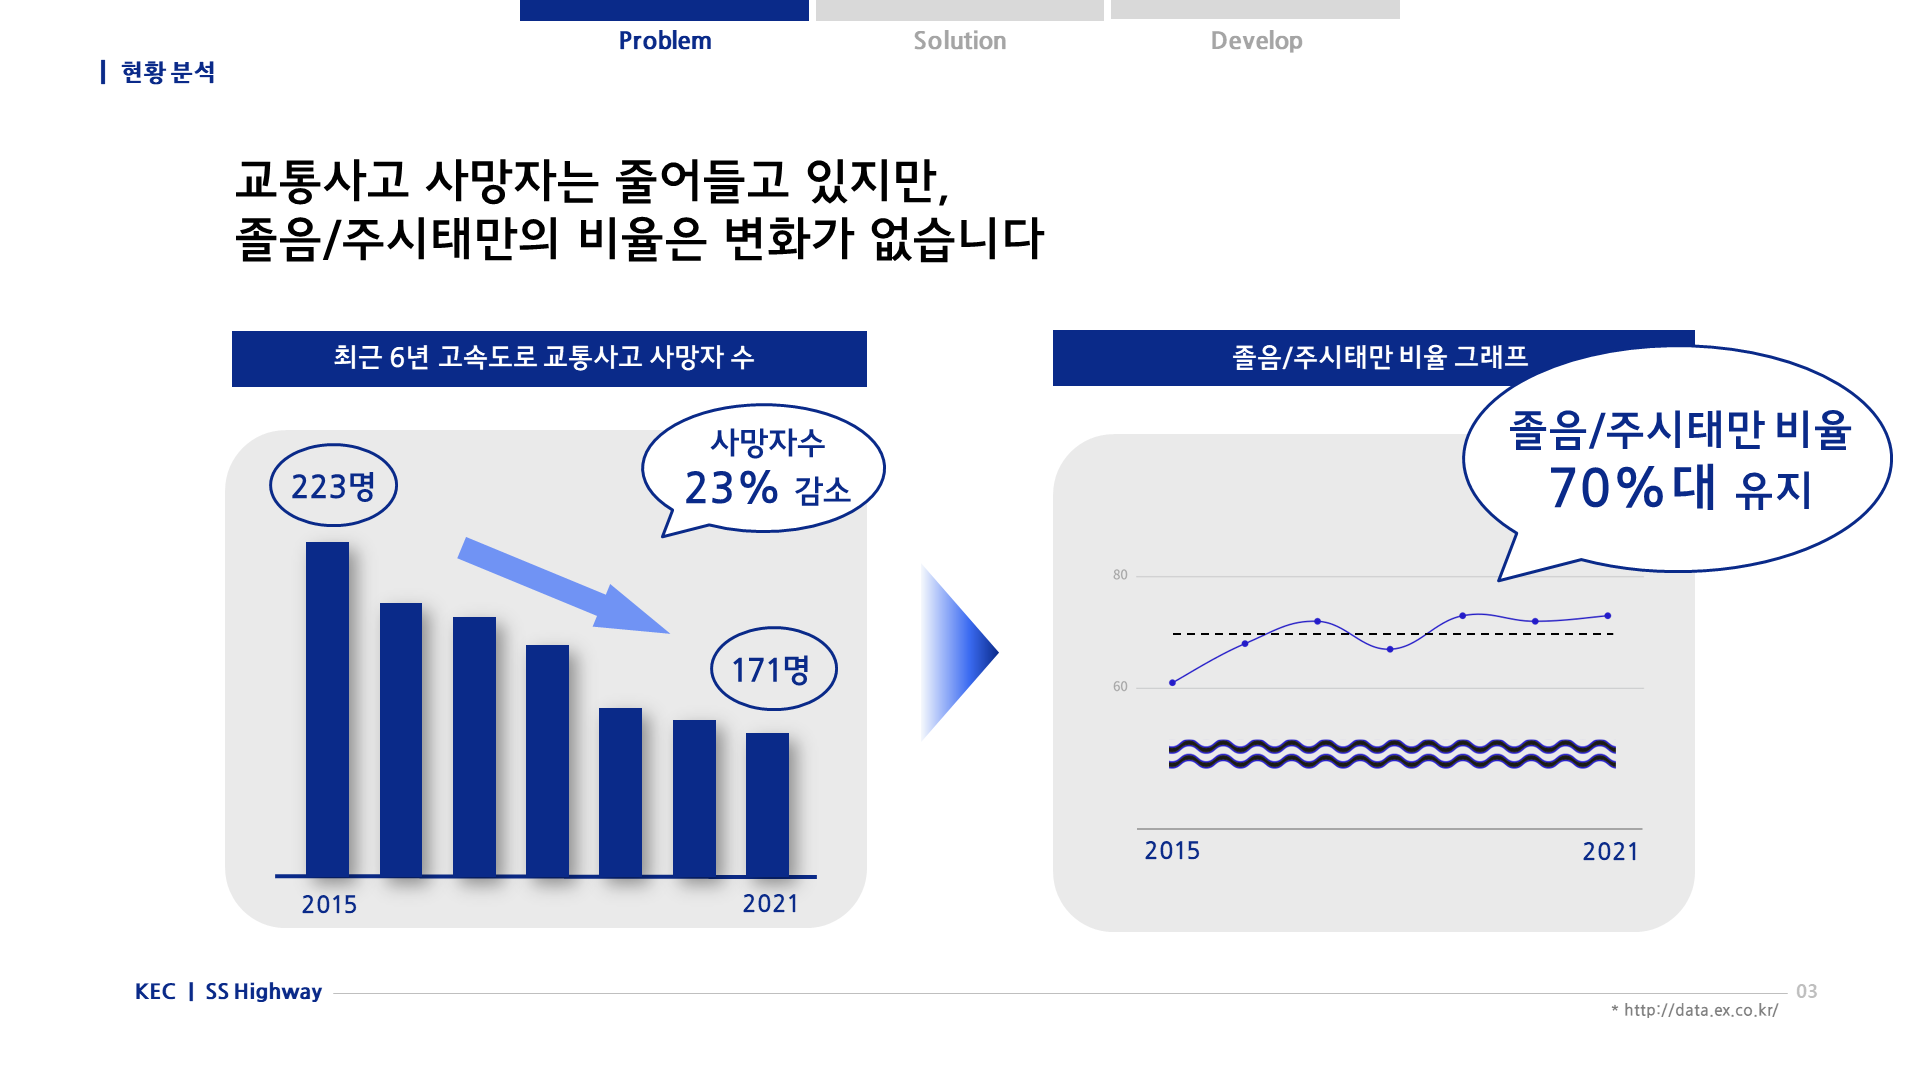 Problem
Solution
Develop
| 현황 분석
교통사고 사망자는 줄어들고 있지만,
졸음/주시태만의 비율은 변화가 없습니다
최근 6년 고속도로 교통사고 사망자 수
223명
사망자수
23% 감소
171명
2015
2021
졸음/주시태만 비율 그래프
졸음/주시태만 비율
70%대 유지
80
60
2015
2021
KEC | SS Highway
03
* http://data.ex.co.kr/